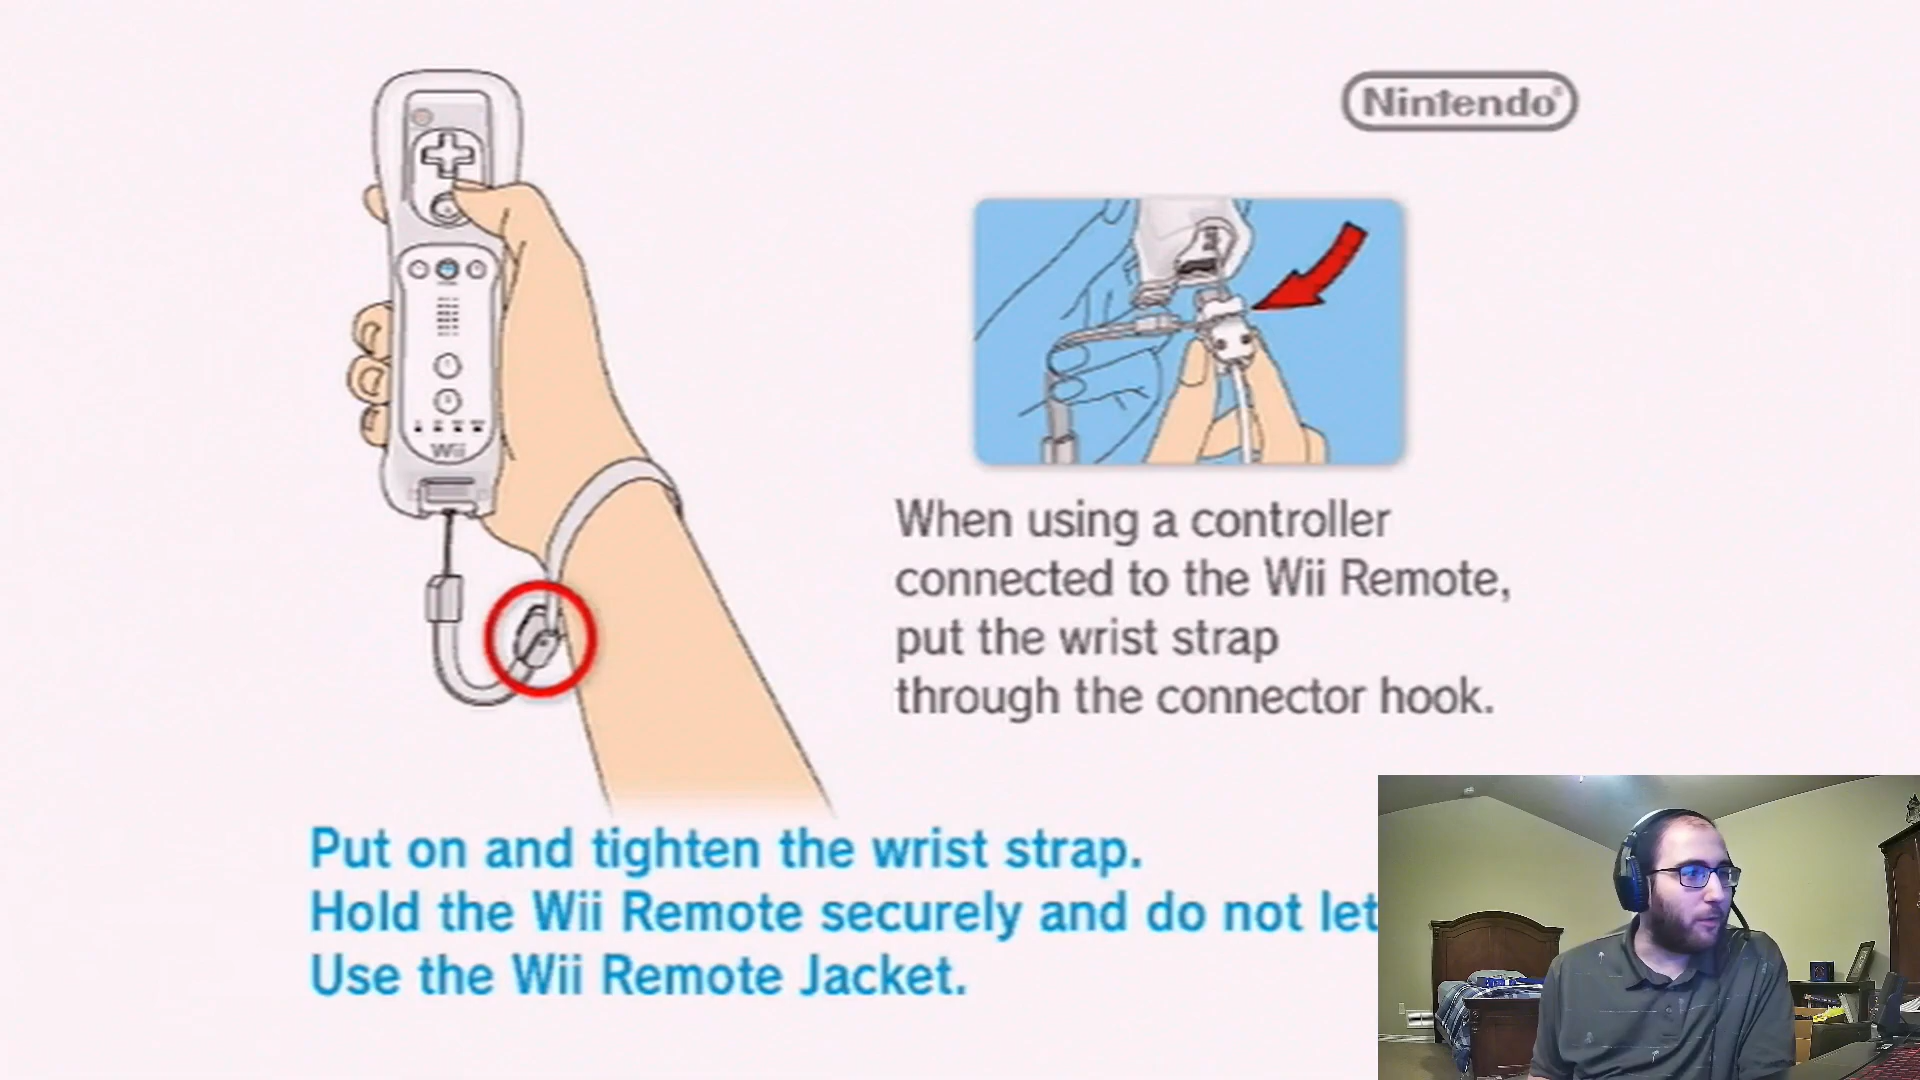 Nintendo®
When using a controller
connected to the Wii Remote,
put the wrist strap
through the connector hook.
Wii
Put on and tighten the wrist strap.
Hold the Wii Remote securely and do not let
Use the Wii Remote Jacket.